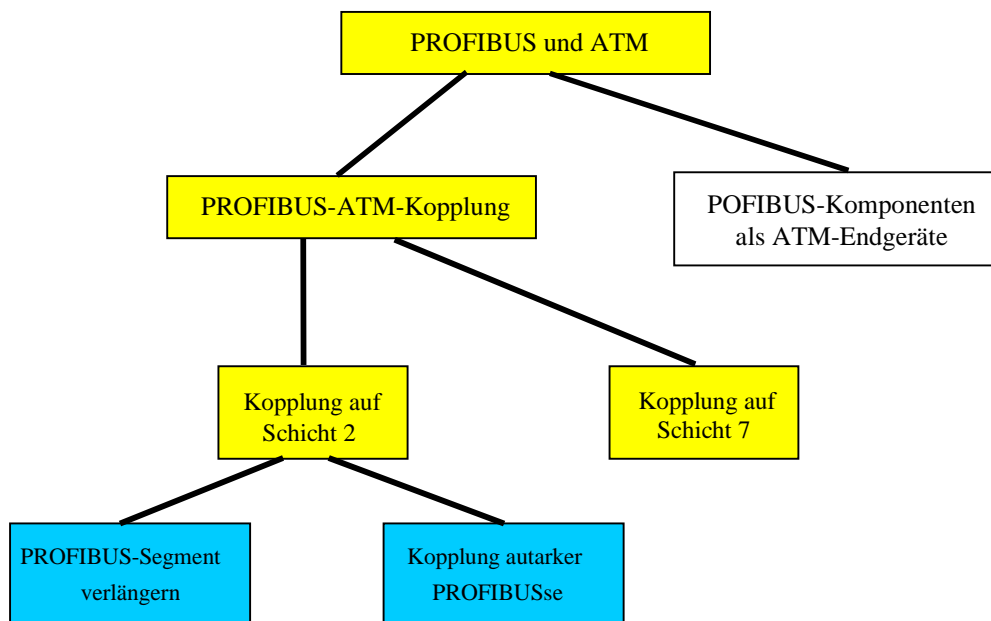 PROFIBUS und ATM
PROFIBUS-ATM-Kopplung
POFIBUS-Komponenten
als ATM-Endgeräte
Kopplung auf
Schicht 2
Kopplung auf
Schicht 7
PROFIBUS-Segment
verlängern
Kopplung autarker
PROFIBUSse